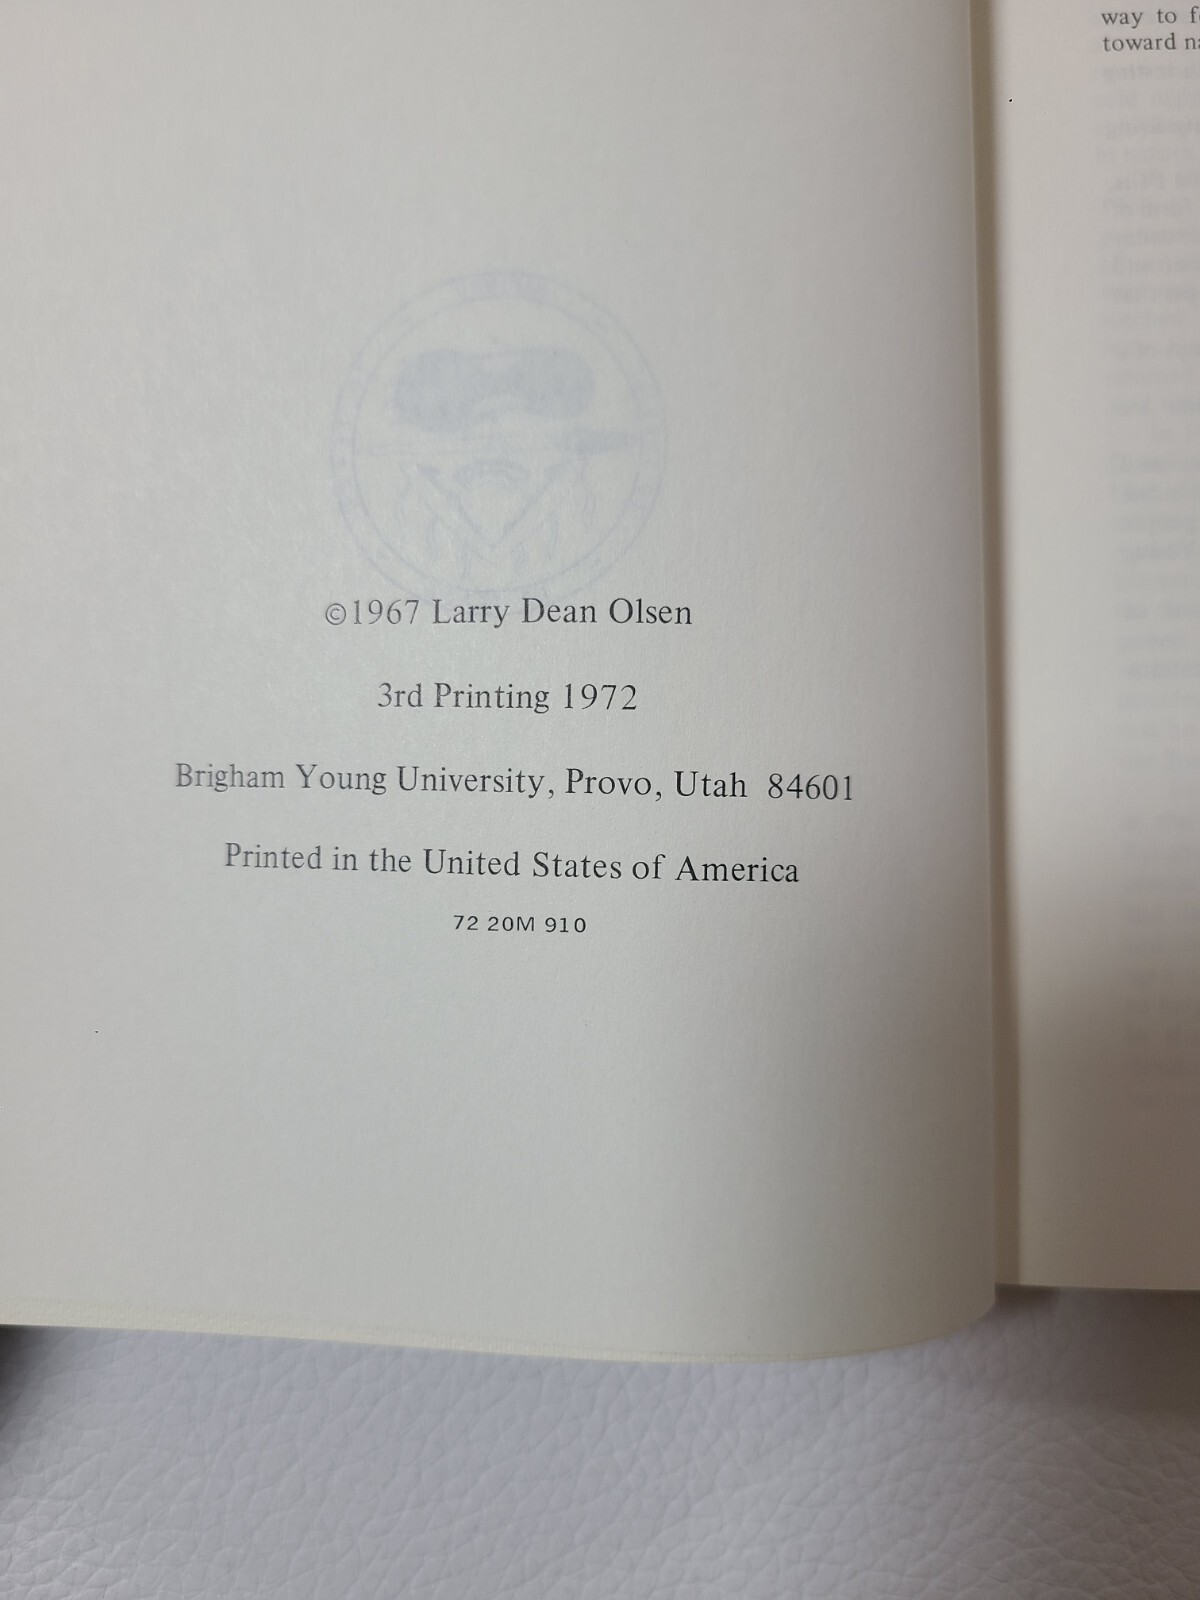 ©1967 Larry Dean Olsen
3rd Printing 1972
Brigham Young University, Provo, Utah 84601
Printed in the United States of America
72 20M 910
way to
toward